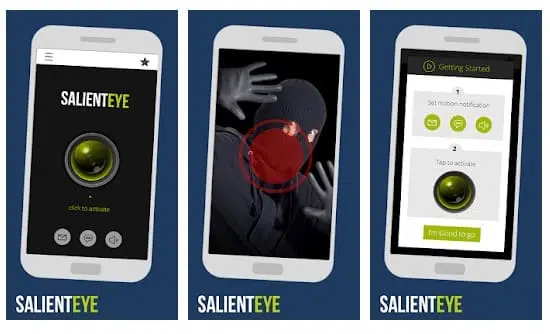 SALIENTEYE
click to activate
SALIENTEYE
SALIENTEYE
Getting Started
1
Set motion notification
2
Tap to activate
I'm Good to go
SALIENTEYE